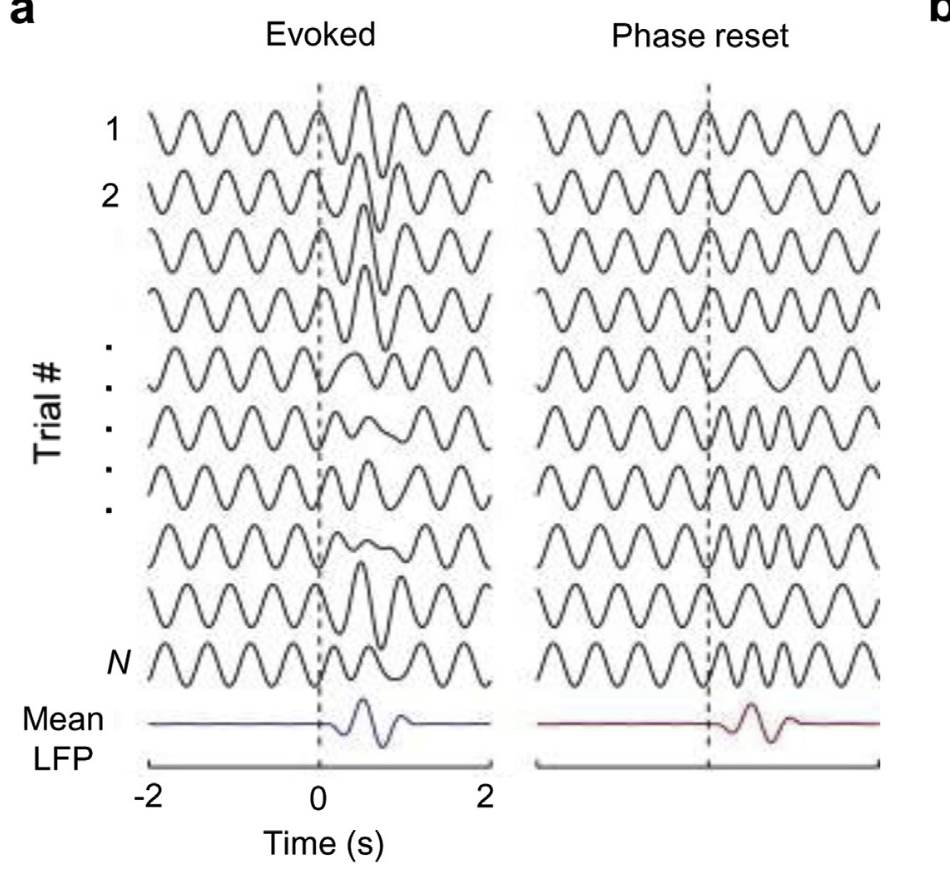 a
b
Evoked
Phase reset
1
2
.
.
.
.
.
Trial #
N
Mean
LFP
-2
0
2
Time (s)